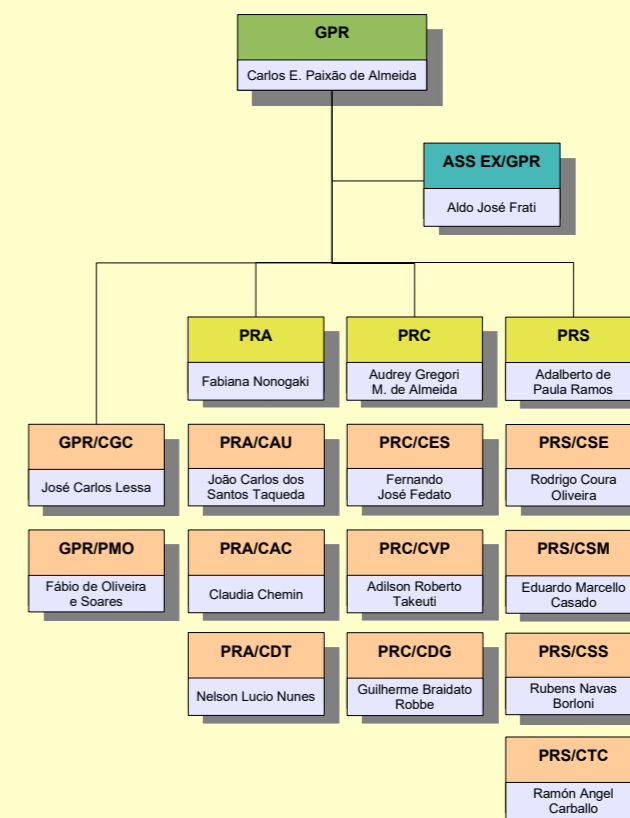 GPR
Carlos E. Paixão de Almeida
ASS EX/GPR
Aldo José Frati
PRA
Fabiana Nonogaki
PRC
Audrey Gregori
M. de Almeida
PRS
Adalberto de
Paula Ramos
GPR/CGC
José Carlos Lessa
PRA/CAU
João Carlos dos
Santos Taqueda
PRC/CES
Fernando
José Fedato
PRS/CSE
Rodrigo Coura
Oliveira
GPR/PMO
Fábio de Oliveira
e Soares
PRA/CAC
Claudia Chemin
PRC/CVP
Adilson Roberto
Takeuti
PRS/CSM
Eduardo Marcello
Casado
PRA/CDT
Nelson Lucio Nunes
PRC/CDG
Guilherme Braidato
Robbe
PRS/CSS
Rubens Navas
Borloni
PRS/CTC
Ramón Angel
Carballo